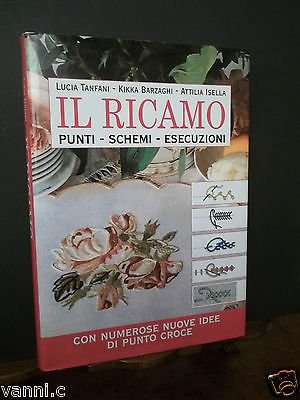 LUCIA TANFANI - KIKKA BARZAGHI - ATTILIA ISELLA
IL RICAMO
PUNTI - SCHEMI - ESECUZIONI
CON NUMEROSE NUOVE IDEE
DI PUNTO CROCE
vanni.c